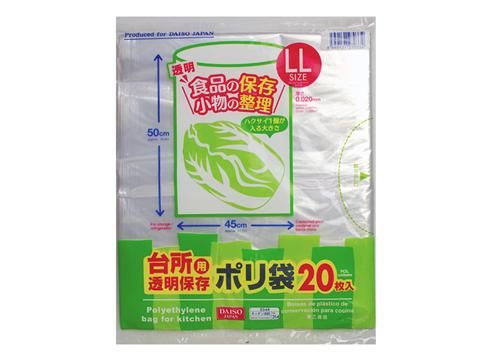 Produced for DAISO JAPAN
LL
SIZE
透明
食品の保存
小物の整理
ハクサイ1個が
入る大きさ
0.020mm
50cm
45cm
台所用
透明保存
ポリ袋
20枚入
Polyethylene
bag for kitchen
DAISO
JAPAN
Bolsas de plástico de
conservación para cocina